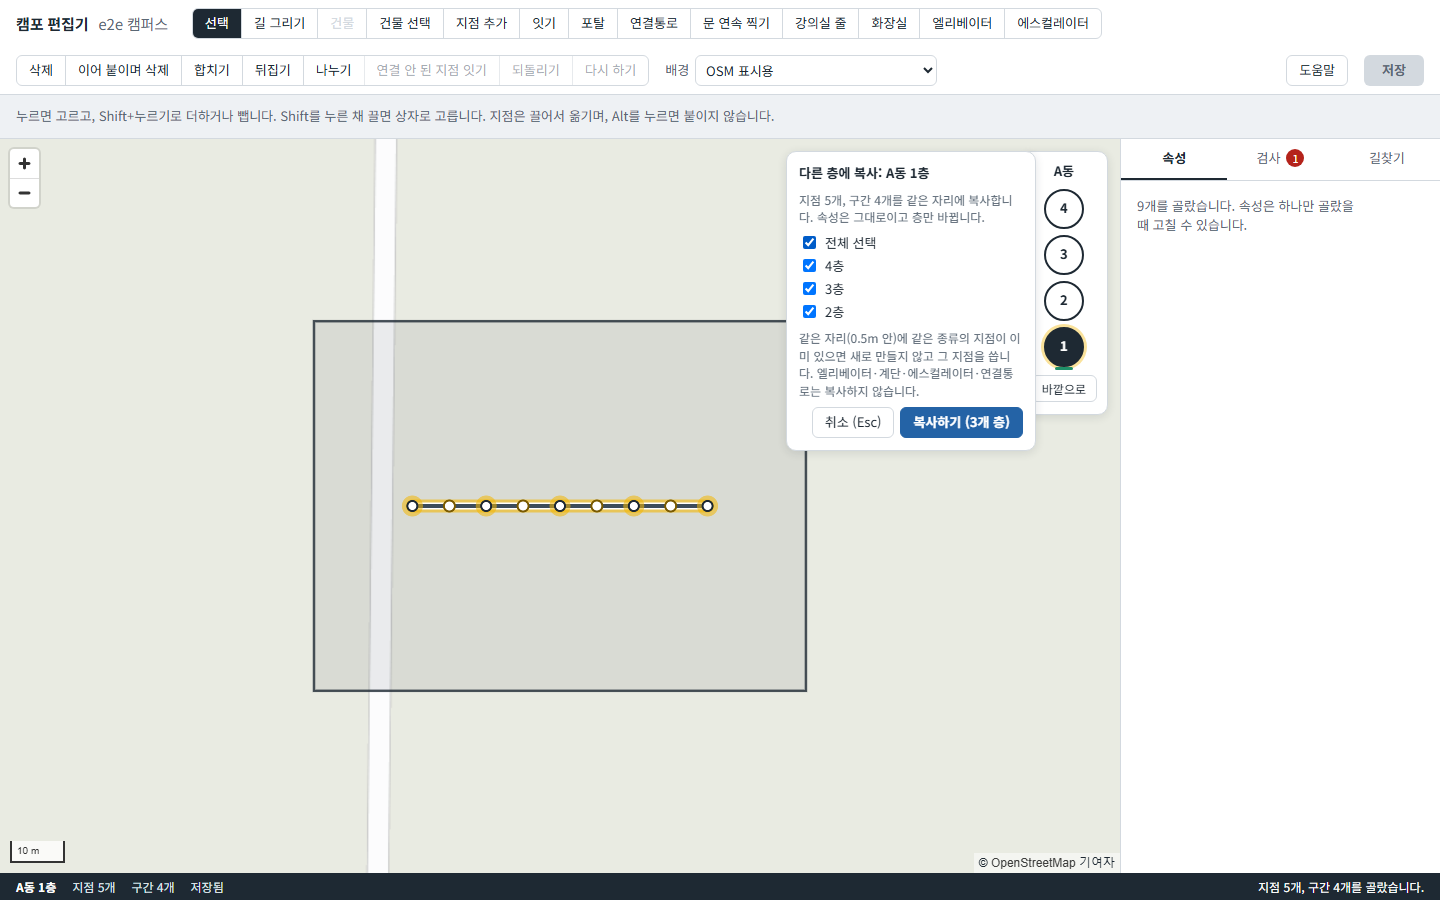 캠포 편집기 e2e 캠퍼스 선택 길 그리기 건물 건물 선택 지점 추가 잇기 포탈 연결통로 문 연속 찍기 강의실 줄 화장실 엘리베이터 에스컬레이터
삭제 이어 붙이며 삭제 합치기 뒤집기 나누기 연결 안 된 지점 잇기 되돌리기 다시 하기 배경 OSM 표시용 도움말 저장
누르면 고르고, Shift+누르기로 더하거나 뺍니다. Shift를 누른 채 끌면 상자로 고릅니다. 지점은 끌어서 옮기며, Alt를 누르면 붙이지 않습니다.
+
−
다른 층에 복사: A동 1층
지점 5개, 구간 4개를 같은 자리에 복사합니
다. 속성은 그대로이고 층만 바뀝니다.
전체 선택
4층
3층
2층
같은 자리(0.5m 안)에 같은 종류의 지점이 이
미 있으면 새로 만들지 않고 그 지점을 씁니
다. 엘리베이터·계단·에스컬레이터·연결통
로는 복사하지 않습니다.
취소 (Esc) 복사하기 (3개 층)
A동
4
3
2
1
바깥으로
속성 검사 1 길찾기
9개를 골랐습니다. 속성은 하나만 골랐을
때 고칠 수 있습니다.
10 m
© OpenStreetMap 기여자
A동 1층 지점 5개 구간 4개 저장됨 지점 5개, 구간 4개를 골랐습니다.